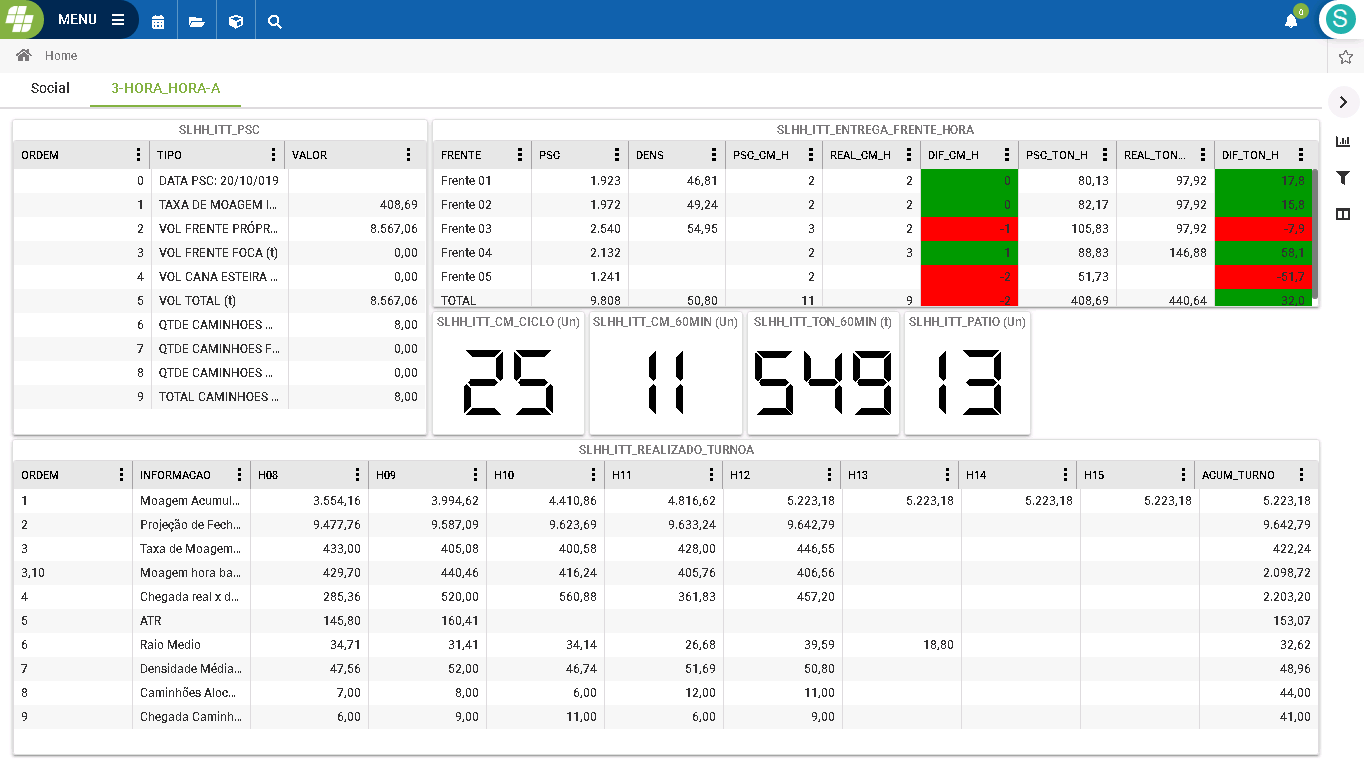 MENU
0
S
Home
Social 3-HORA_HORA-A
SLHH_ITT_PSC
ORDEM TIPO VALOR
0 DATA PSC: 20/10/019
1 TAXA DE MOAGEM I... 408,69
2 VOL FRENTE PRÓPR... 8.567,06
3 VOL FRENTE FOCA (t) 0,00
4 VOL CANA ESTEIRA ... 0,00
5 VOL TOTAL (t) 8.567,06
6 QTDE CAMINHOES ... 8,00
7 QTDE CAMINHOES F... 0,00
8 QTDE CAMINHOES ... 0,00
9 TOTAL CAMINHOES ... 8,00
SLHH_ITT_ENTREGA_FRENTE_HORA
FRENTE PSC DENS PSC_CM_H REAL_CM_H DIF_CM_H PSC_TON_H REAL_TON... DIF_TON_H
Frente 01 1.923 46,81 2 2 0 80,13 97,92 17,8
Frente 02 1.972 49,24 2 2 0 82,17 97,92 15,8
Frente 03 2.540 54,95 3 2 -1 105,83 97,92 -7,9
Frente 04 2.132 2 3 1 88,83 146,88 58,1
Frente 05 1.241 2 -2 51,73 -51,7
TOTAL 9.808 50,80 11 9 -2 408,69 440,64 32,0
SLHH_ITT_CM_CICLO (Un)
25
SLHH_ITT_CM_60MIN (Un)
11
SLHH_ITT_TON_60MIN (t)
549
SLHH_ITT_PATIO (Un)
13
SLHH_ITT_REALIZADO_TURNOA
ORDEM INFORMACAO H08 H09 H10 H11 H12 H13 H14 H15 ACUM_TURNO
1 Moagem Acumul... 3.554,16 3.994,62 4.410,86 4.816,62 5.223,18 5.223,18 5.223,18 5.223,18 5.223,18
2 Projeção de Fech... 9.477,76 9.587,09 9.623,69 9.633,24 9.642,79 9.642,79
3 Taxa de Moagem... 433,00 405,08 400,58 428,00 446,55 422,24
3,10 Moagem hora ba... 429,70 440,46 416,24 405,76 406,56 2.098,72
4 Chegada real x d... 285,36 520,00 560,88 361,83 457,20 2.203,20
5 ATR 145,80 160,41 153,07
6 Raio Medio 34,71 31,41 34,14 26,68 39,59 18,80 32,62
7 Densidade Média... 47,56 52,00 46,74 51,69 50,80 48,96
8 Caminhões Aloc... 7,00 8,00 6,00 12,00 11,00 44,00
9 Chegada Caminh... 6,00 9,00 11,00 6,00 9,00 41,00